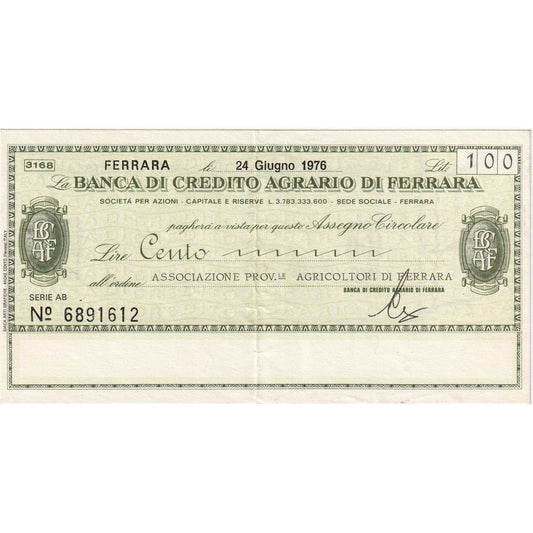 3168 FERRARA li 24 Giugno 1976 Lit. 100
La BANCA DI CREDITO AGRARIO DI FERRARA
SOCIETÀ PER AZIONI - CAPITALE E RISERVE L. 3.783.333.600 - SEDE SOCIALE - FERRARA
pagherà a vista per questo Assegno Circolare
Lire Cento
all'ordine ASSOCIAZIONE PROV.LE AGRICOLTORI DI FERRARA
BANCA DI CREDITO AGRARIO DI FERRARA
SERIE AB
Nº 6891612